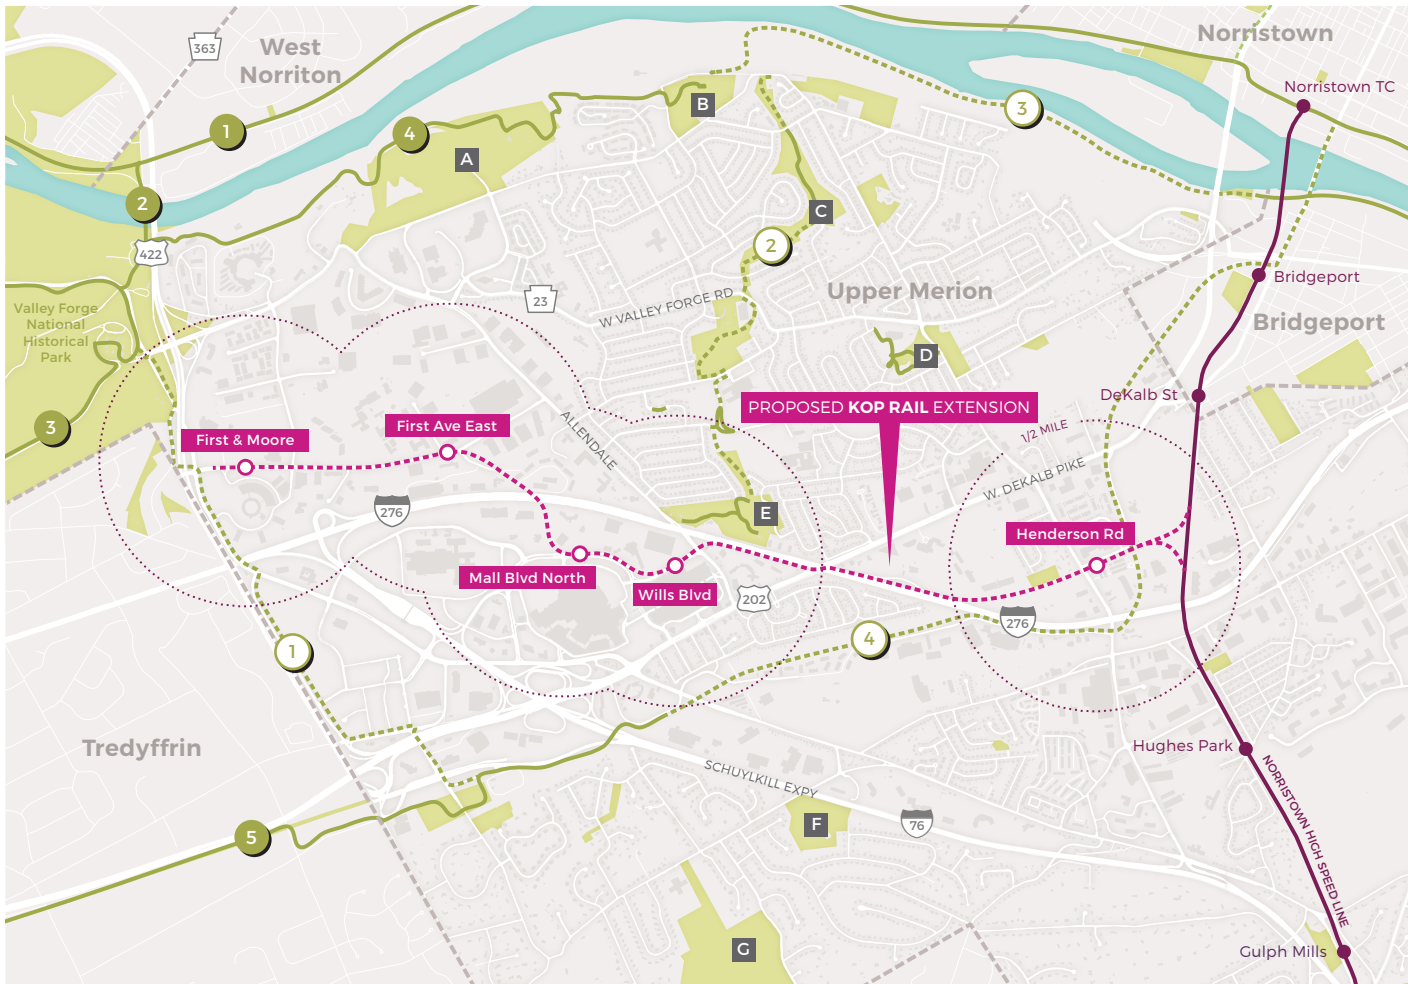 West
Norriton
363
Norristown
Norristown TC
1
4
A
B
3
2
C
2
422
Bridgeport
Upper Merion
Bridgeport
23
W VALLEY FORGE RD
Valley Forge
National
Historical
Park
D
DeKalb St
PROPOSED KOP RAIL EXTENSION
1/2 MILE
3
First & Moore
First Ave East
ALLENDALE
W. DEKALB PIKE
276
E
Henderson Rd
Mall Blvd North
Wills Blvd
202
276
4
1
Tredyffrin
Hughes Park
SCHUYLKILL EXPY
NORRISTOWN HIGH SPEED LINE
5
F
76
G
Gulph Mills